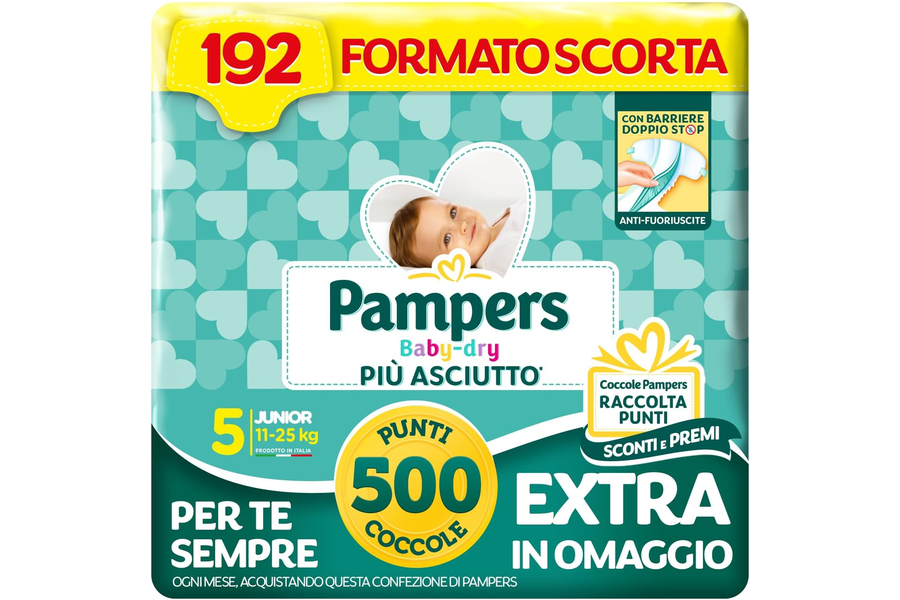 192 FORMATO SCORTA
CON BARRIERE
DOPPIO STOP
ANTI-FUORIUSCITE
Pampers
Baby-dry
PIÙ ASCIUTTO*
5
JUNIOR
11-25 kg
PRODOTTO IN ITALIA
PUNTI
500
COCCOLE
Coccole Pampers
RACCOLTA
PUNTI
SCONTI E PREMI
PER TE
SEMPRE
EXTRA
IN OMAGGIO
OGNI MESE, ACQUISTANDO QUESTA CONFEZIONE DI PAMPERS